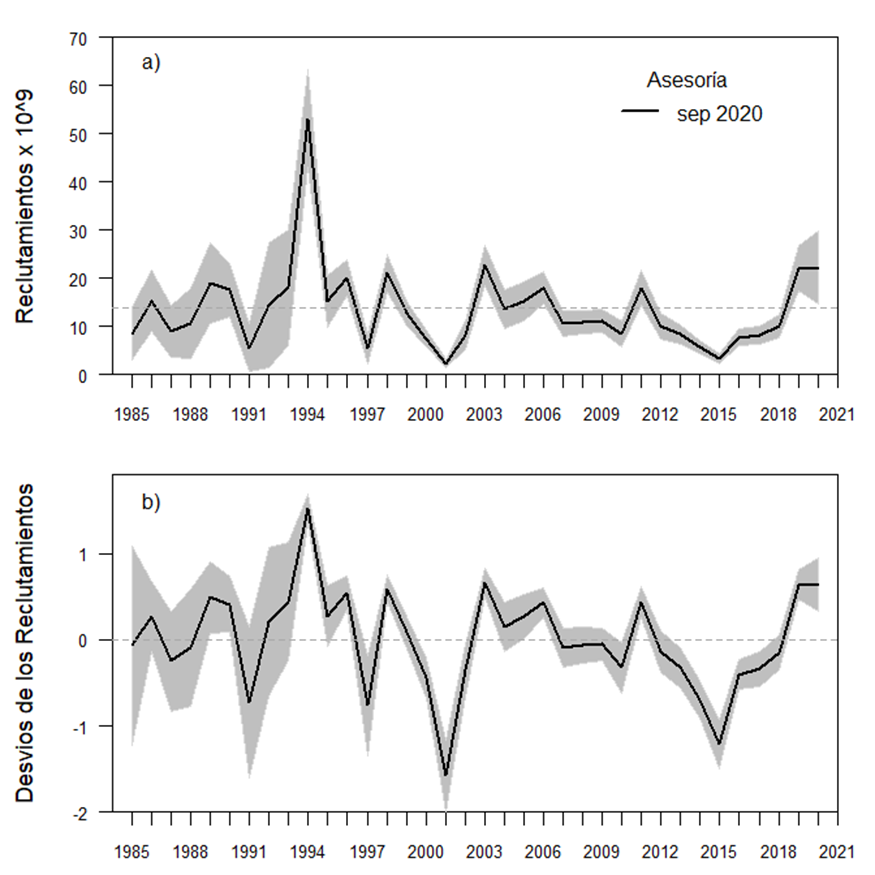 a)
Asesoría
sep 2020
Reclutamientos x 10^9
70
60
50
40
30
20
10
0
1985 1988 1991 1994 1997 2000 2003 2006 2009 2012 2015 2018 2021
b)
Desvios de los Reclutamientos
1
0
-1
-2
1985 1988 1991 1994 1997 2000 2003 2006 2009 2012 2015 2018 2021